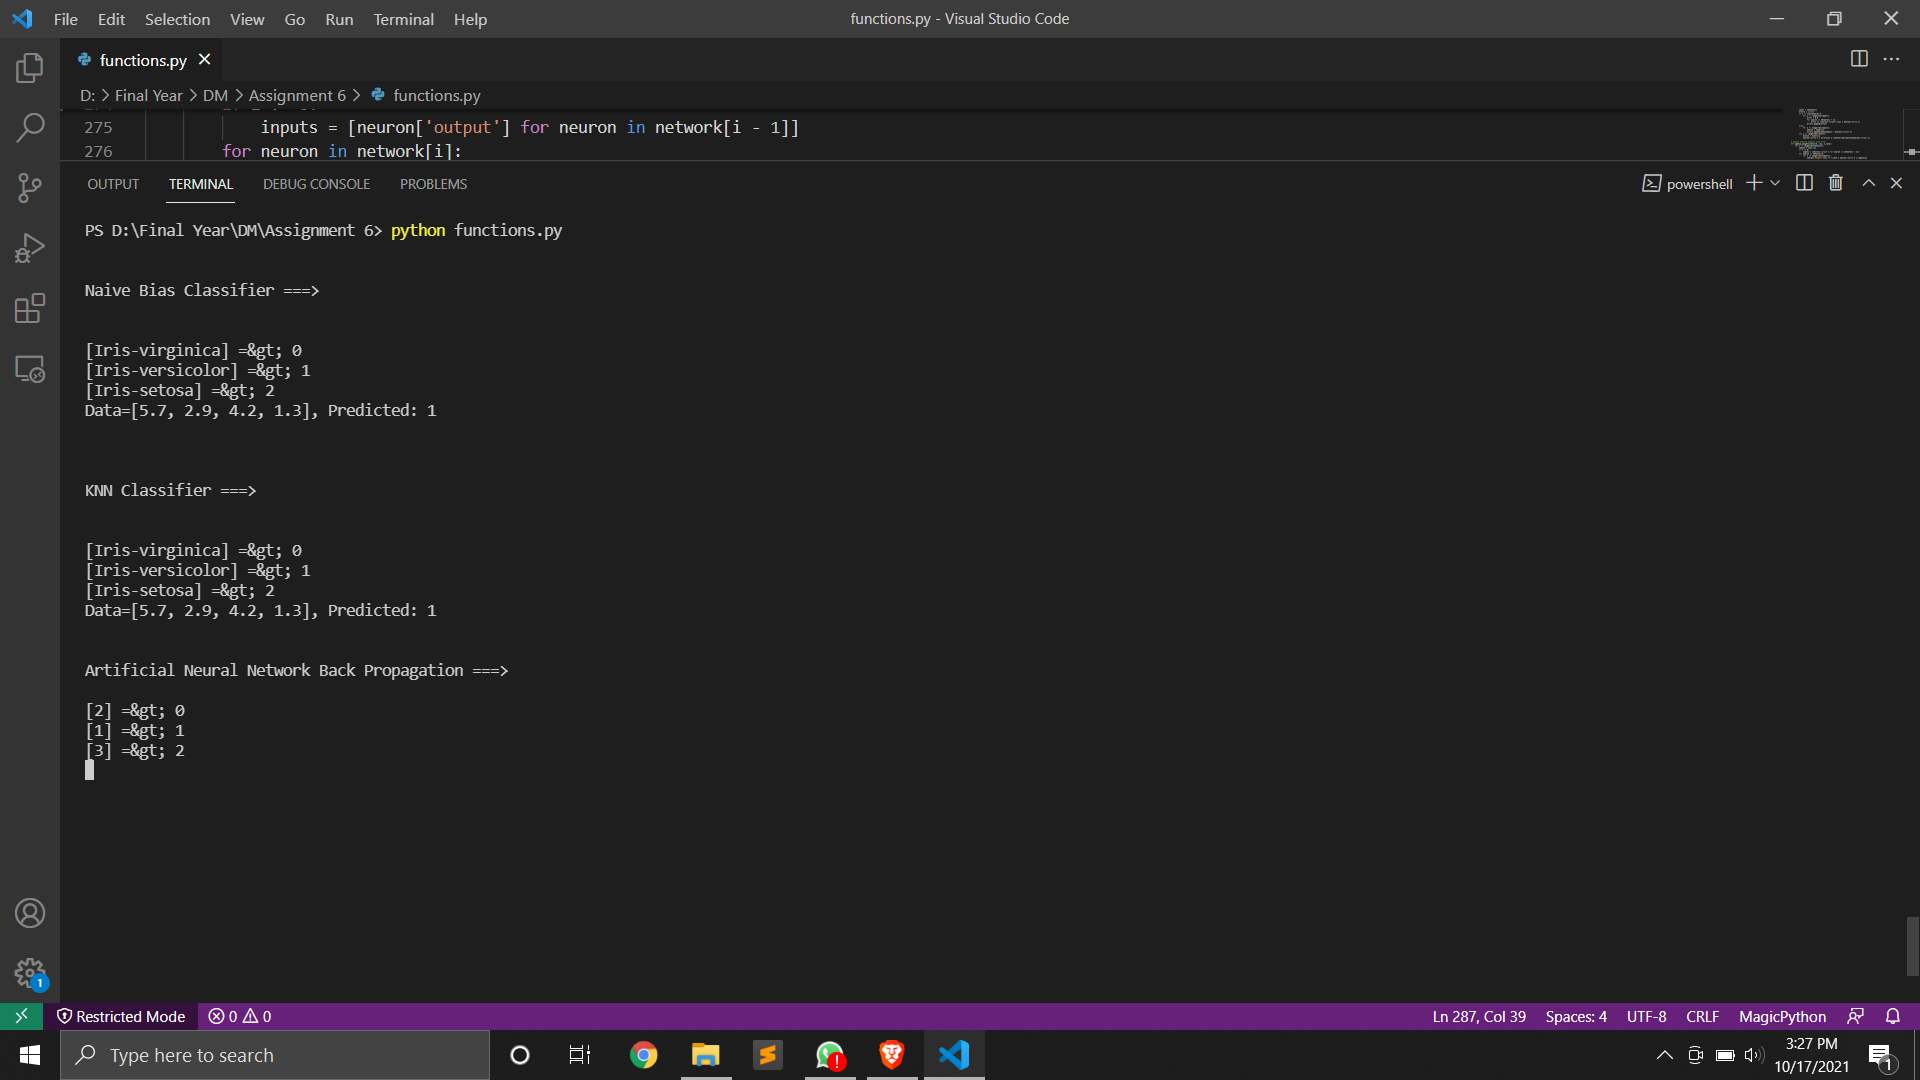 File Edit Selection View Go Run Terminal Help
functions.py - Visual Studio Code
functions.py
D: > Final Year > DM > Assignment 6 > functions.py
275 inputs = [neuron['output'] for neuron in network[i - 1]]
276 for neuron in network[i]:
OUTPUT TERMINAL DEBUG CONSOLE PROBLEMS
powershell
PS D:\Final Year\DM\Assignment 6> python functions.py
Naive Bias Classifier ===>
[Iris-virginica] =&gt; 0
[Iris-versicolor] =&gt; 1
[Iris-setosa] =&gt; 2
Data=[5.7, 2.9, 4.2, 1.3], Predicted: 1
KNN Classifier ===>
[Iris-virginica] =&gt; 0
[Iris-versicolor] =&gt; 1
[Iris-setosa] =&gt; 2
Data=[5.7, 2.9, 4.2, 1.3], Predicted: 1
Artificial Neural Network Back Propagation ===>
[2] =&gt; 0
[1] =&gt; 1
[3] =&gt; 2
1
Restricted Mode 0 0
Ln 287, Col 39 Spaces: 4 UTF-8 CRLF MagicPython
Type here to search
3:27 PM
10/17/2021
1